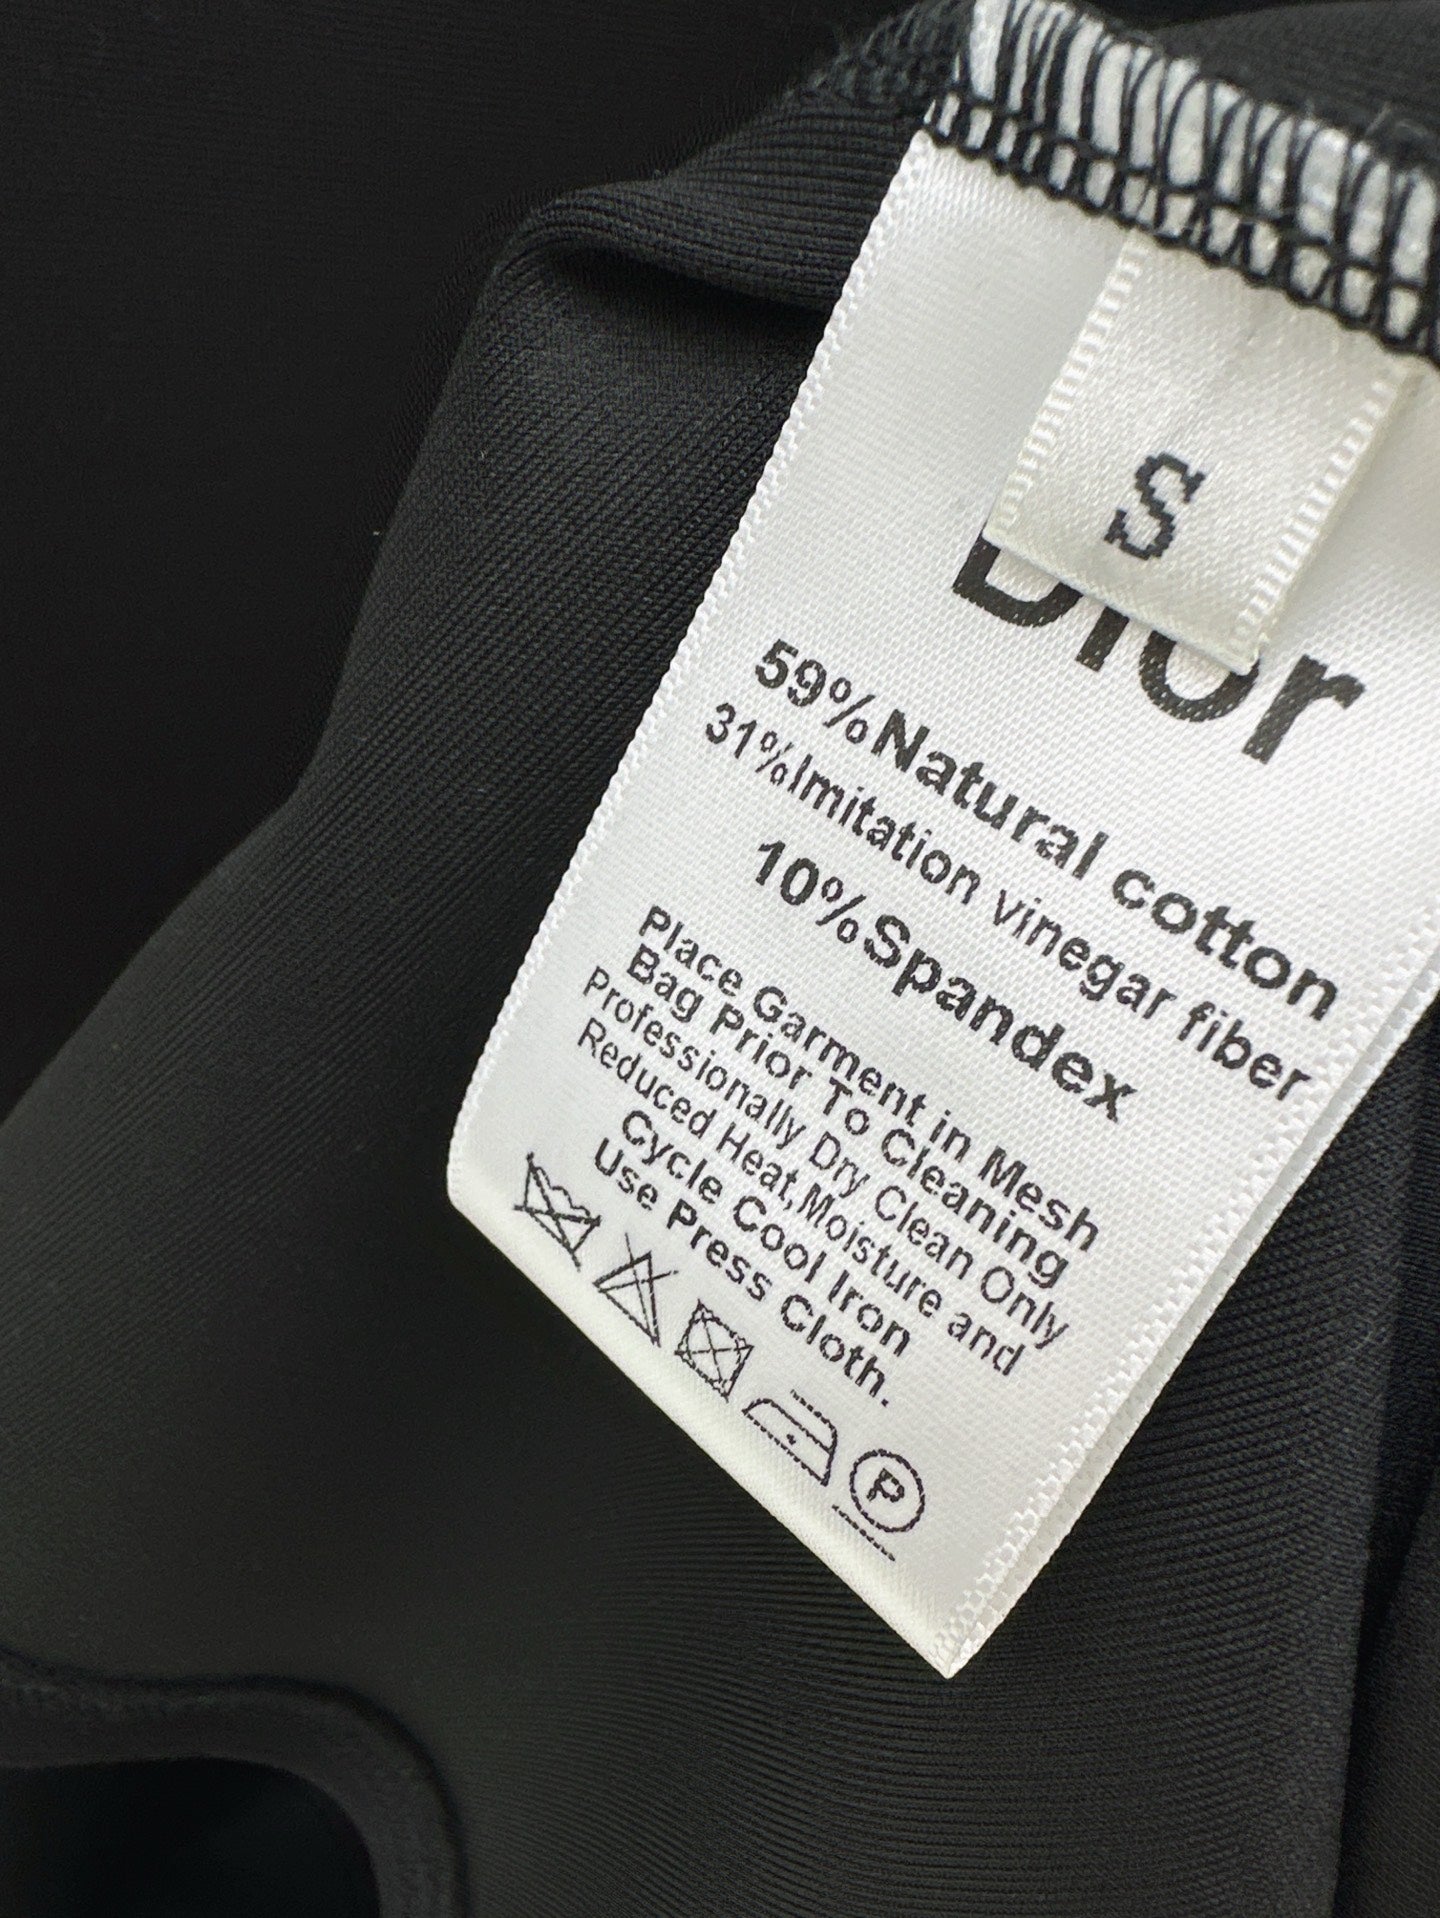 S
Dior
59%Natural cotton
31%Imitation vinegar fiber
10%Spandex
Place Garment in Mesh
Bag Prior To Cleaning
Professionally Dry Clean Only
Reduced Heat,Moisture and
Cycle Cool Iron
Use Press Cloth.
P